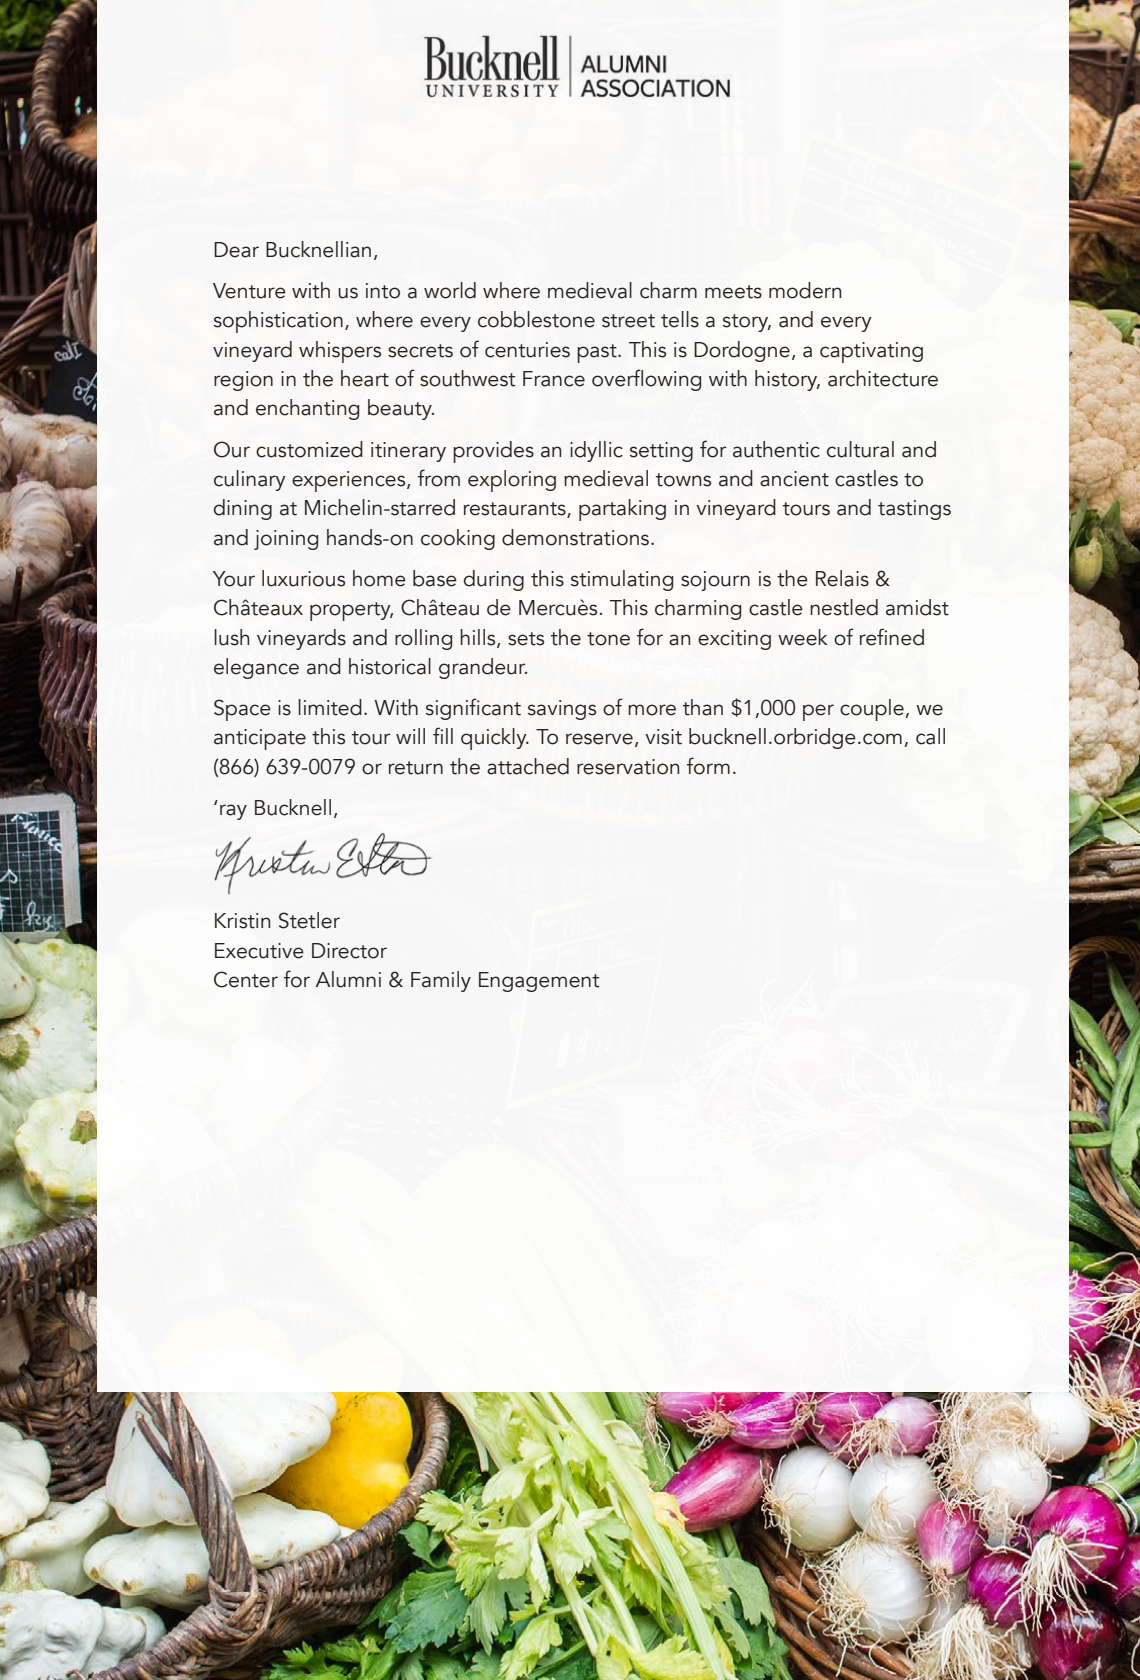 Bucknell
UNIVERSITY
ALUMNI
ASSOCIATION
Dear Bucknellian,
Venture with us into a world where medieval charm meets modern
sophistication, where every cobblestone street tells a story, and every
vineyard whispers secrets of centuries past. This is Dordogne, a captivating
region in the heart of southwest France overflowing with history, architecture
and enchanting beauty.
Our customized itinerary provides an idyllic setting for authentic cultural and
culinary experiences, from exploring medieval towns and ancient castles to
dining at Michelin-starred restaurants, partaking in vineyard tours and tastings
and joining hands-on cooking demonstrations.
Your luxurious home base during this stimulating sojourn is the Relais &
Châteaux property, Château de Mercuès. This charming castle nestled amidst
lush vineyards and rolling hills, sets the tone for an exciting week of refined
elegance and historical grandeur.
Space is limited. With significant savings of more than $1,000 per couple, we
anticipate this tour will fill quickly. To reserve, visit bucknell.orbridge.com, call
(866) 639-0079 or return the attached reservation form.
‘ray Bucknell,
Kristin Stetler
Executive Director
Center for Alumni & Family Engagement